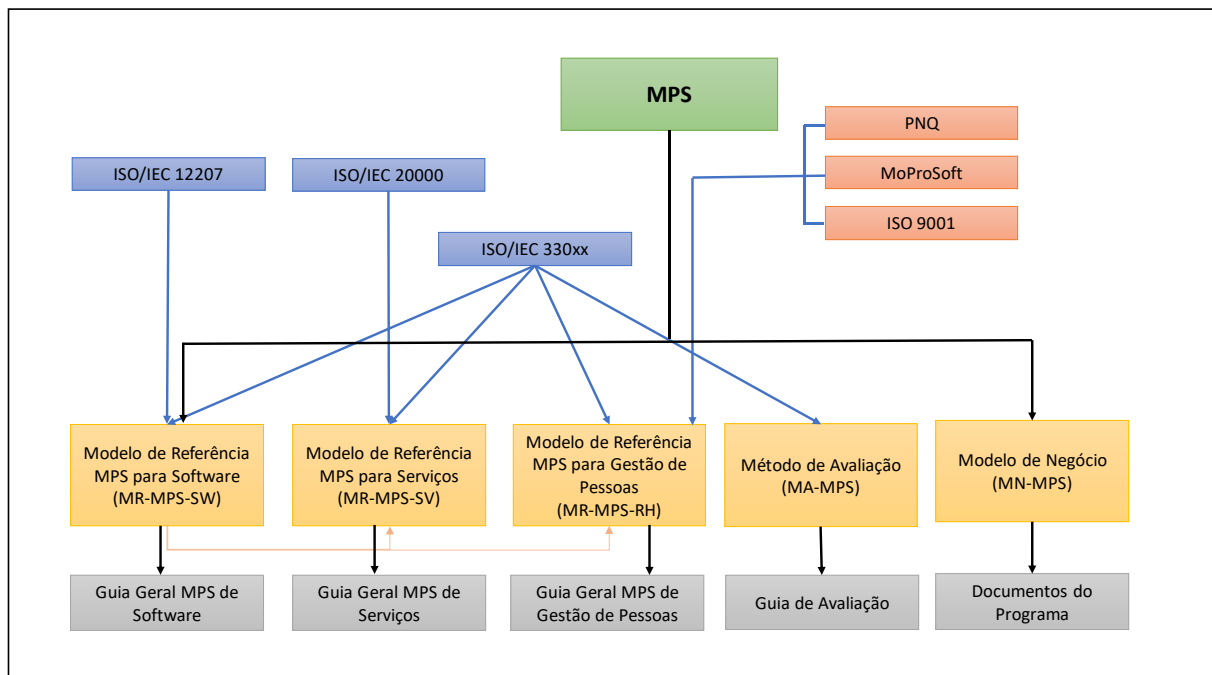 MPS
PNQ
MoProSoft
ISO 9001
ISO/IEC 12207
ISO/IEC 20000
ISO/IEC 330xx
Modelo de Referência
MPS para Software
(MR-MPS-SW)
Modelo de Referência
MPS para Serviços
(MR-MPS-SV)
Modelo de Referência
MPS para Gestão de
Pessoas
(MR-MPS-RH)
Método de Avaliação
(MA-MPS)
Modelo de Negócio
(MN-MPS)
Guia Geral MPS de
Software
Guia Geral MPS de
Serviços
Guia Geral MPS de
Gestão de Pessoas
Guia de Avaliação
Documentos do
Programa